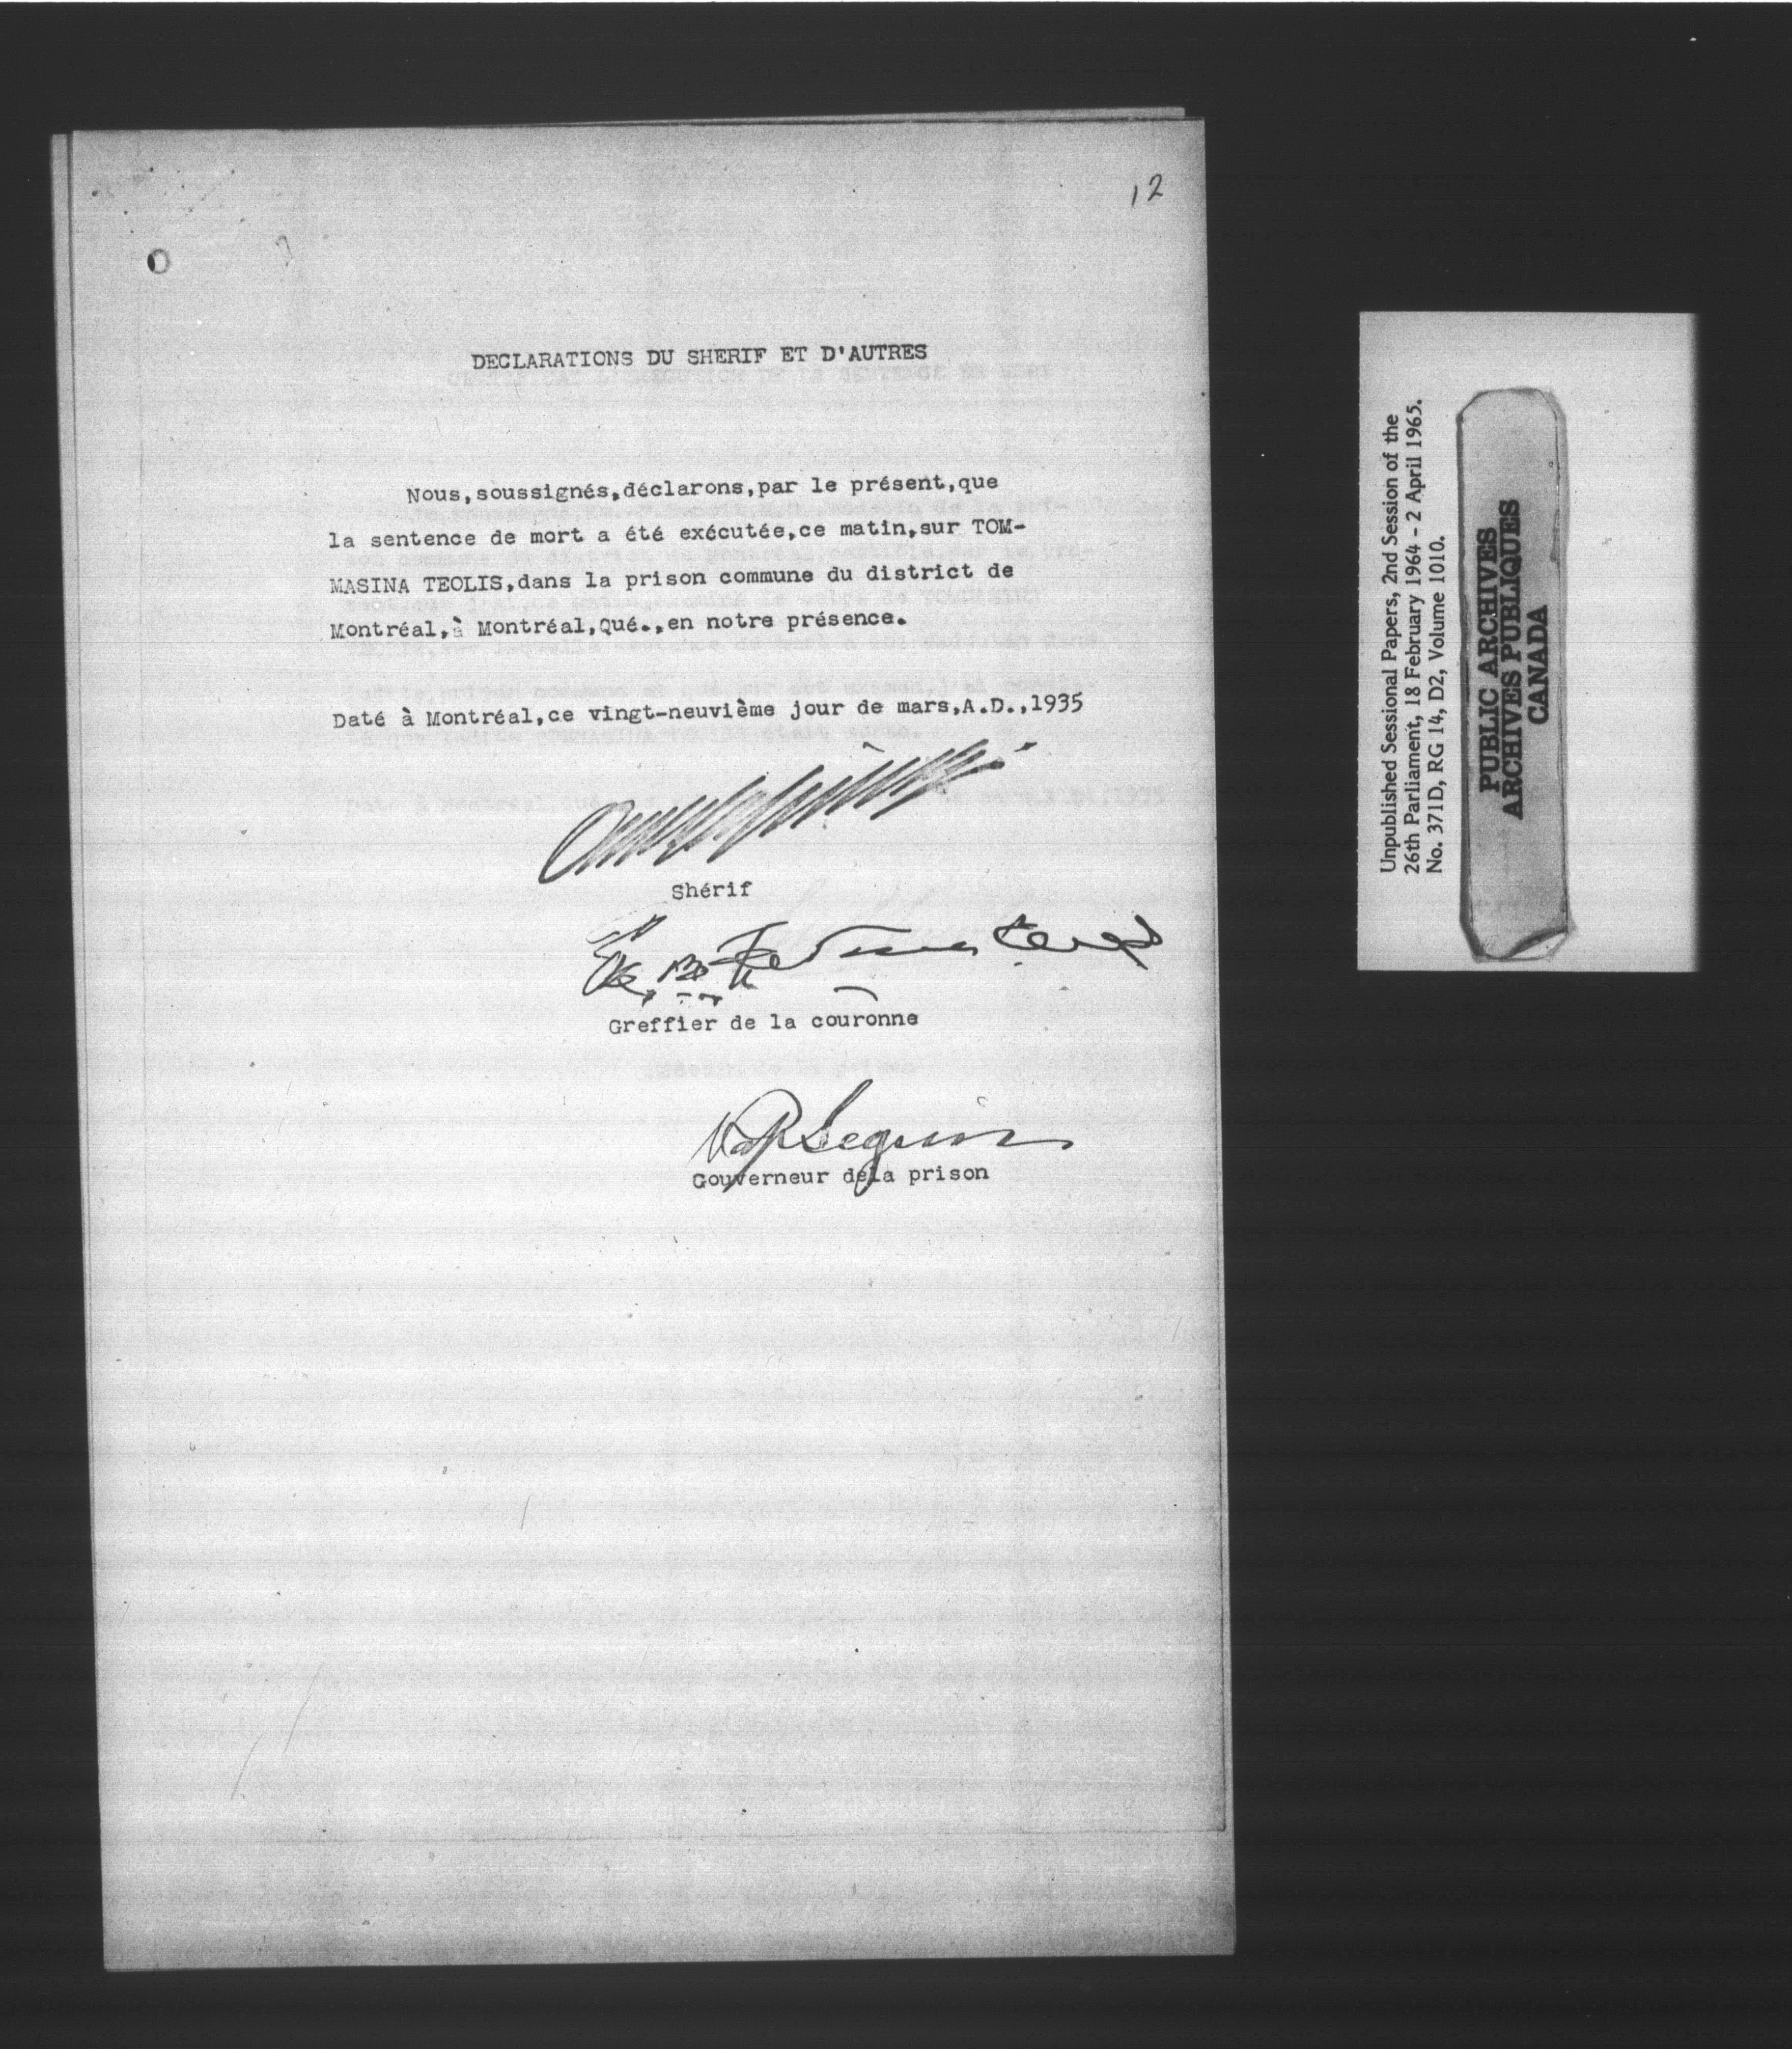 12
DECLARATIONS DU SHERIF ET D'AUTRES
Nous,soussignés,déclarons,par le présent,que
la sentence de mort a été exécutée,ce matin,sur TOM-
MASINA TEOLIS,dans la prison commune du district de
Montréal,à Montréal,Qué.,en notre présence.
Daté à Montréal,ce vingt-neuvième jour de mars,A.D.,1935
Shérif
Greffier de la couronne
Seguin
Gouverneur dela prison
Unpublished Sessional Papers, 2nd Session of the
26th Parliament, 18 February 1964 - 2 April 1965.
No. 371D, RG 14, D2, Volume 1010.
PUBLIC ARCHIVES
ARCHIVES PUBLIQUES
CANADA